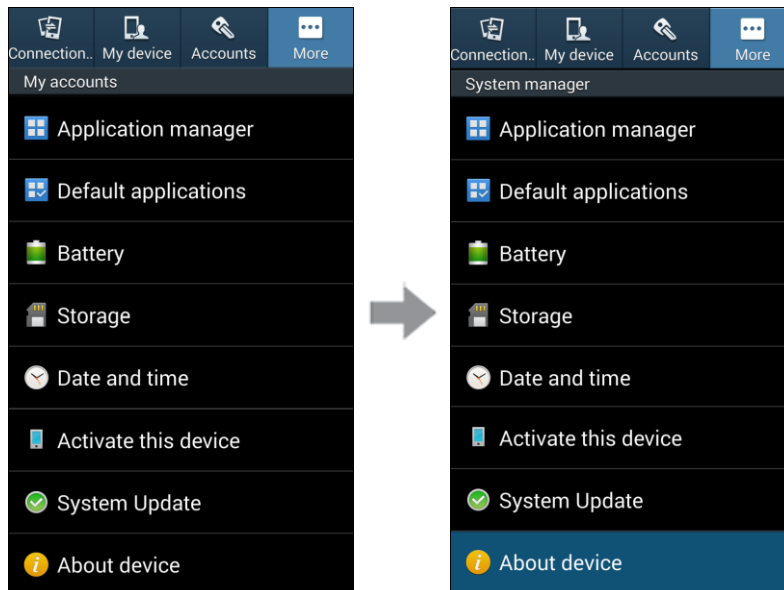 Connection.. My device Accounts More
My accounts
Application manager
Default applications
Battery
Storage
Date and time
Activate this device
System Update
About device
Connection.. My device Accounts More
System manager
Application manager
Default applications
Battery
Storage
Date and time
Activate this device
System Update
About device